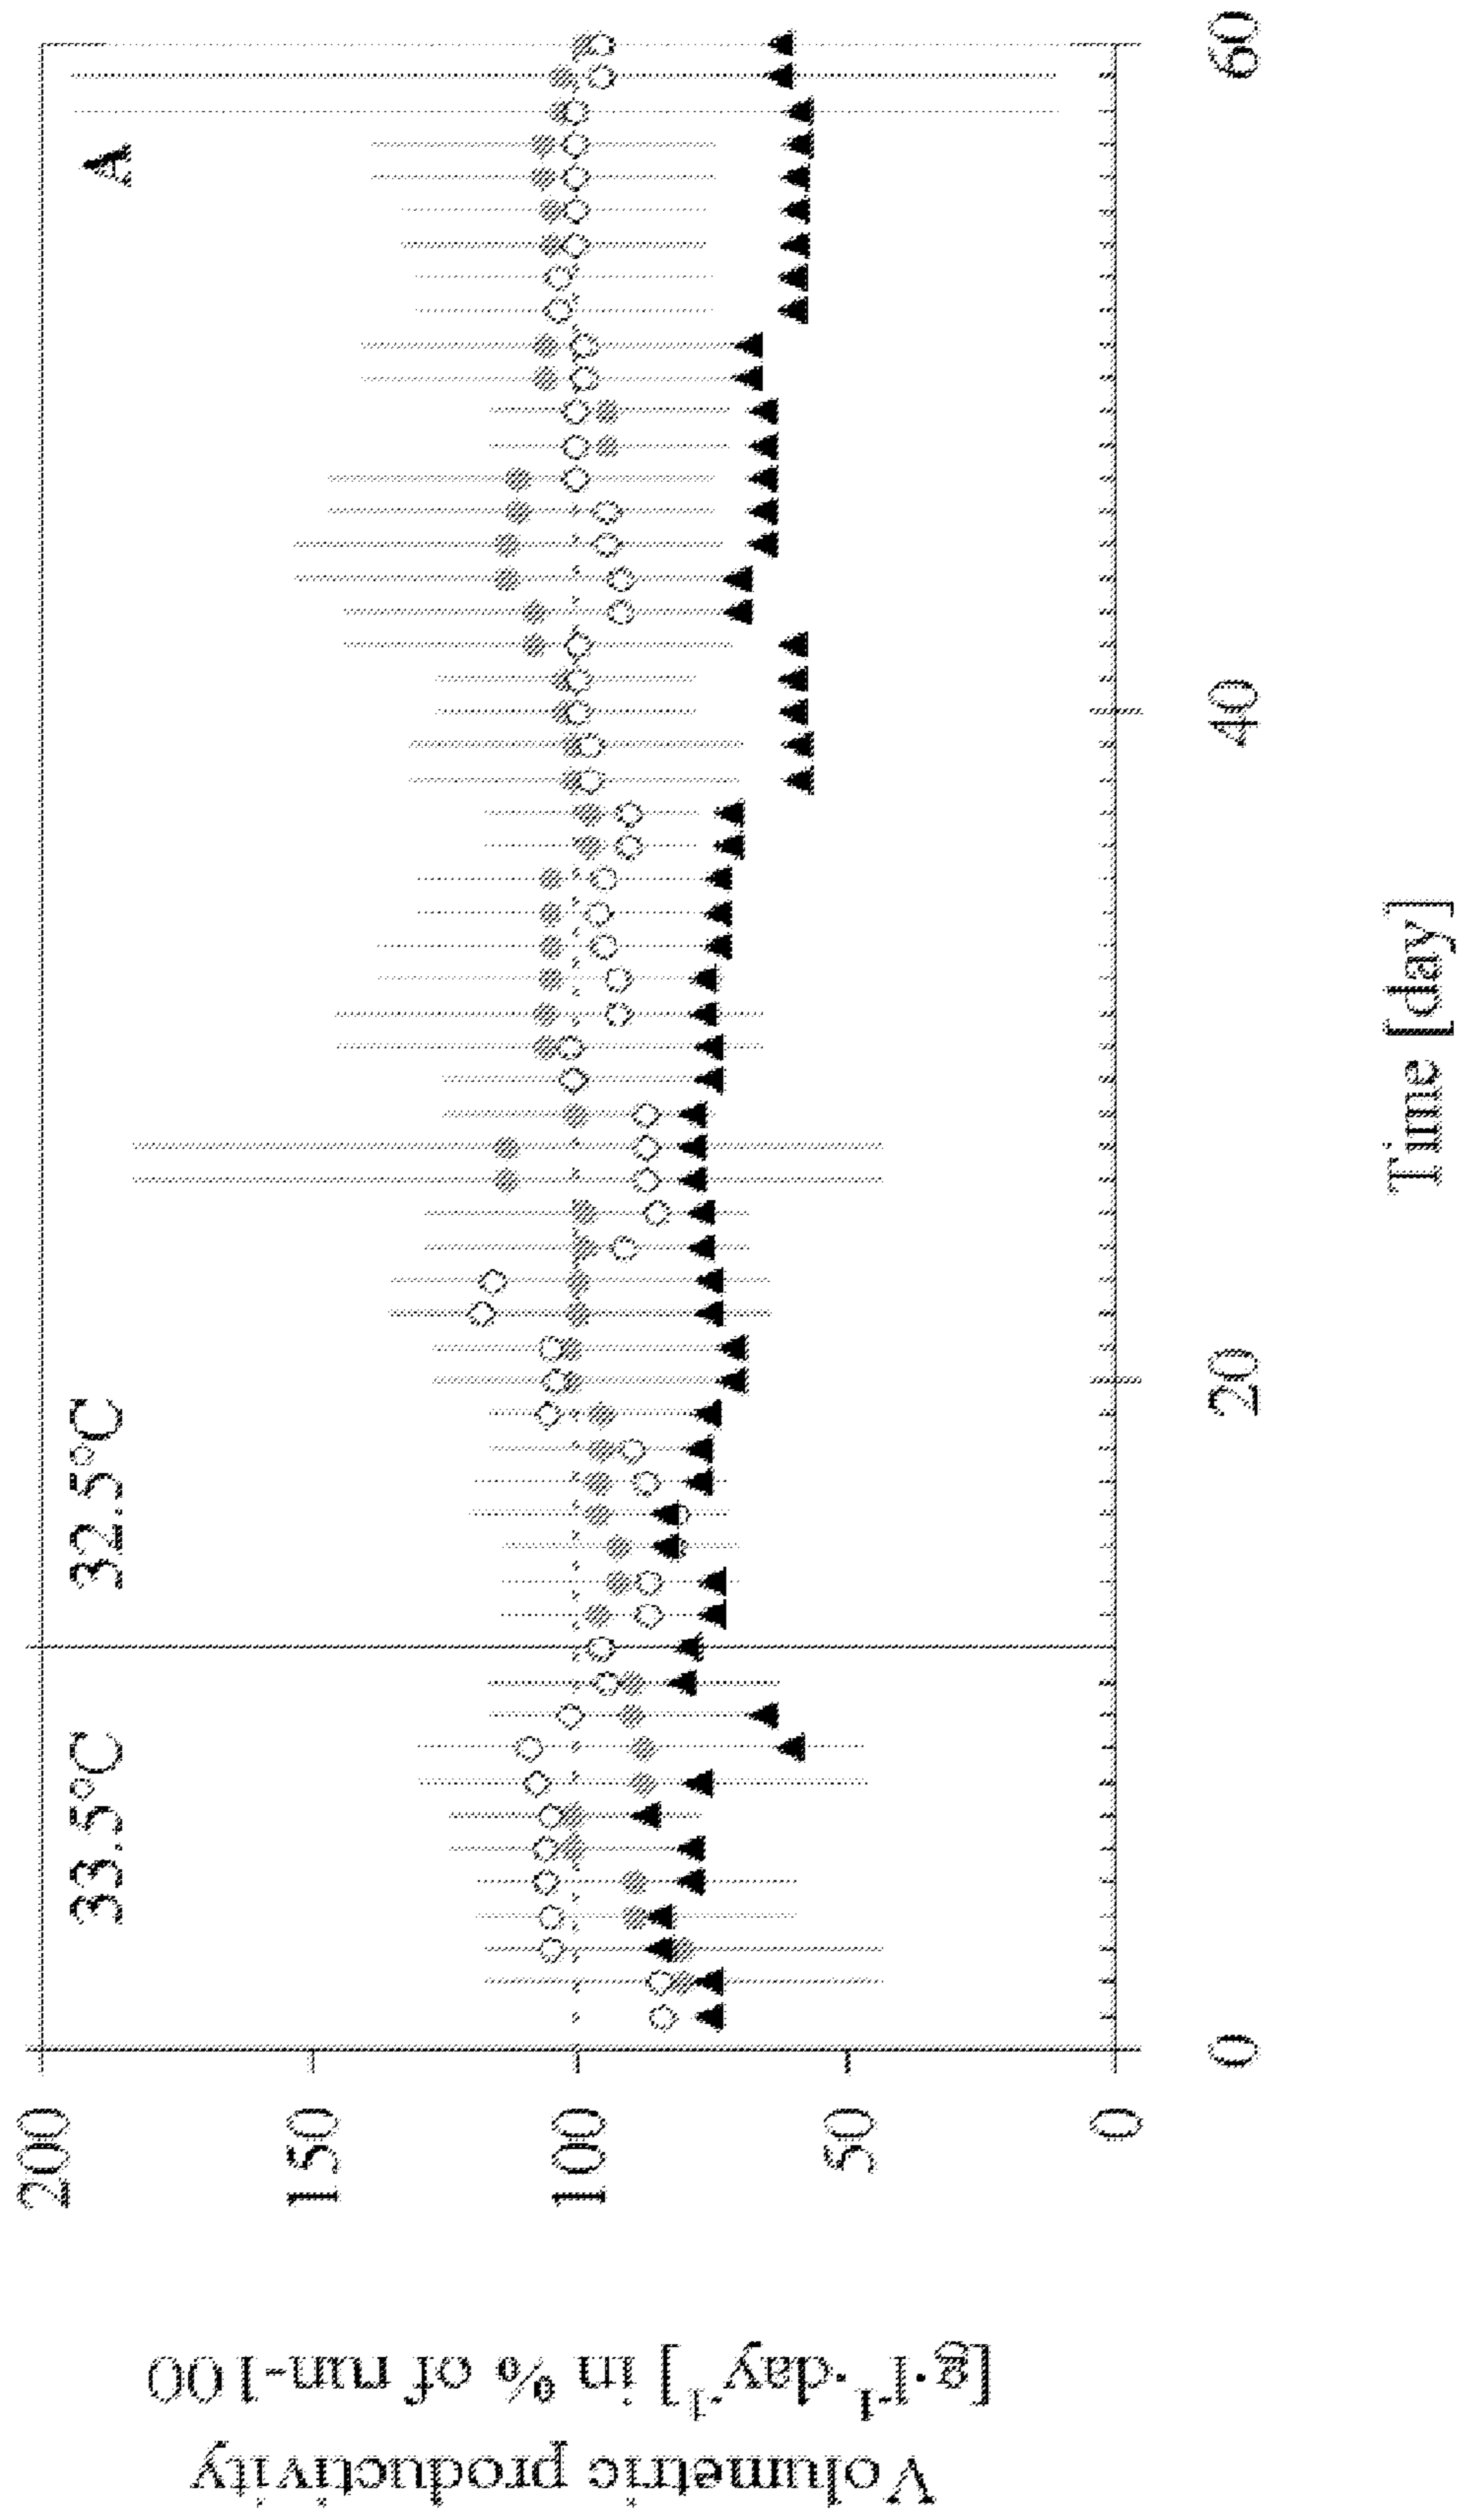 Volumetric productivity
[g·l⁻¹·day⁻¹] in % of run-100
200
150
100
50
0
33.5°C
32.5°C
A
0
20
40
60
Time [day]